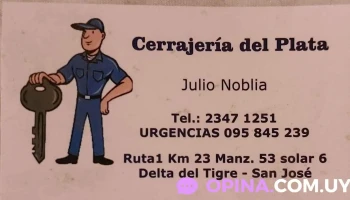 Cerrajería del Plata
Julio Noblia
Tel.: 2347 1251
URGENCIAS 095 845 239
Ruta1 Km 23 Manz. 53 solar 6
Delta del Tigre - San José
OPINA.COM.UY